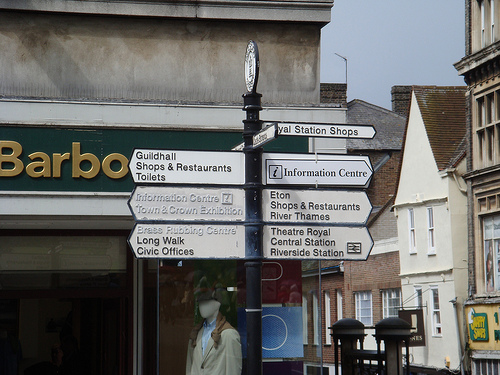 Barbo
yal Station Shops
Guildhall
Shops & Restaurants
Toilets
i Information Centre
Information Centre i
Town & Crown Exhibition
Eton
Shops & Restaurants
River Thames
Brass Rubbing Centre
Long Walk
Civic Offices
Theatre Royal
Central Station
Riverside Station